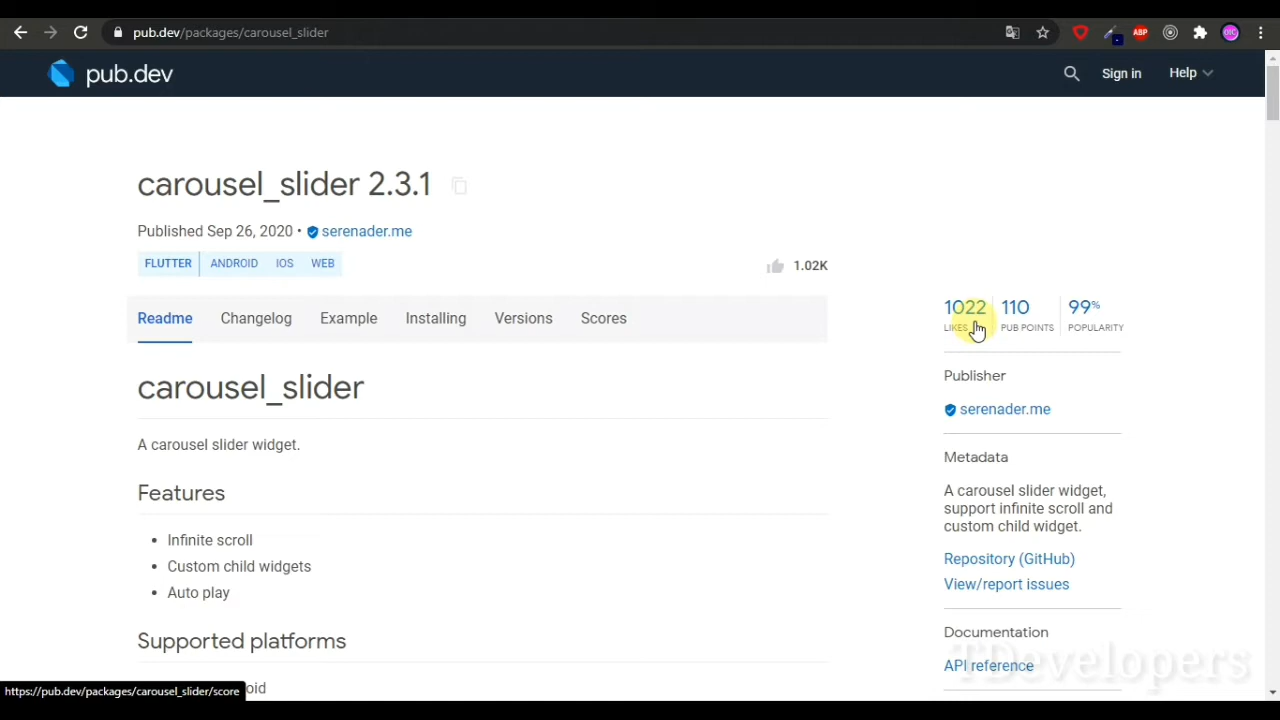 pub.dev/packages/carousel_slider
ABP
pub.dev
Sign in
Help
carousel_slider 2.3.1
Published Sep 26, 2020 • serenader.me
FLUTTER
ANDROID
IOS
WEB
1.02K
Readme
Changelog
Example
Installing
Versions
Scores
carousel_slider
A carousel slider widget.
Features
• Infinite scroll
• Custom child widgets
• Auto play
Supported platforms
1022
LIKES
110
PUB POINTS
99%
POPULARITY
Publisher
serenader.me
Metadata
A carousel slider widget,
support infinite scroll and
custom child widget.
Repository (GitHub)
View/report issues
Documentation
API reference
TDevelopers
https://pub.dev/packages/carousel_slider/score